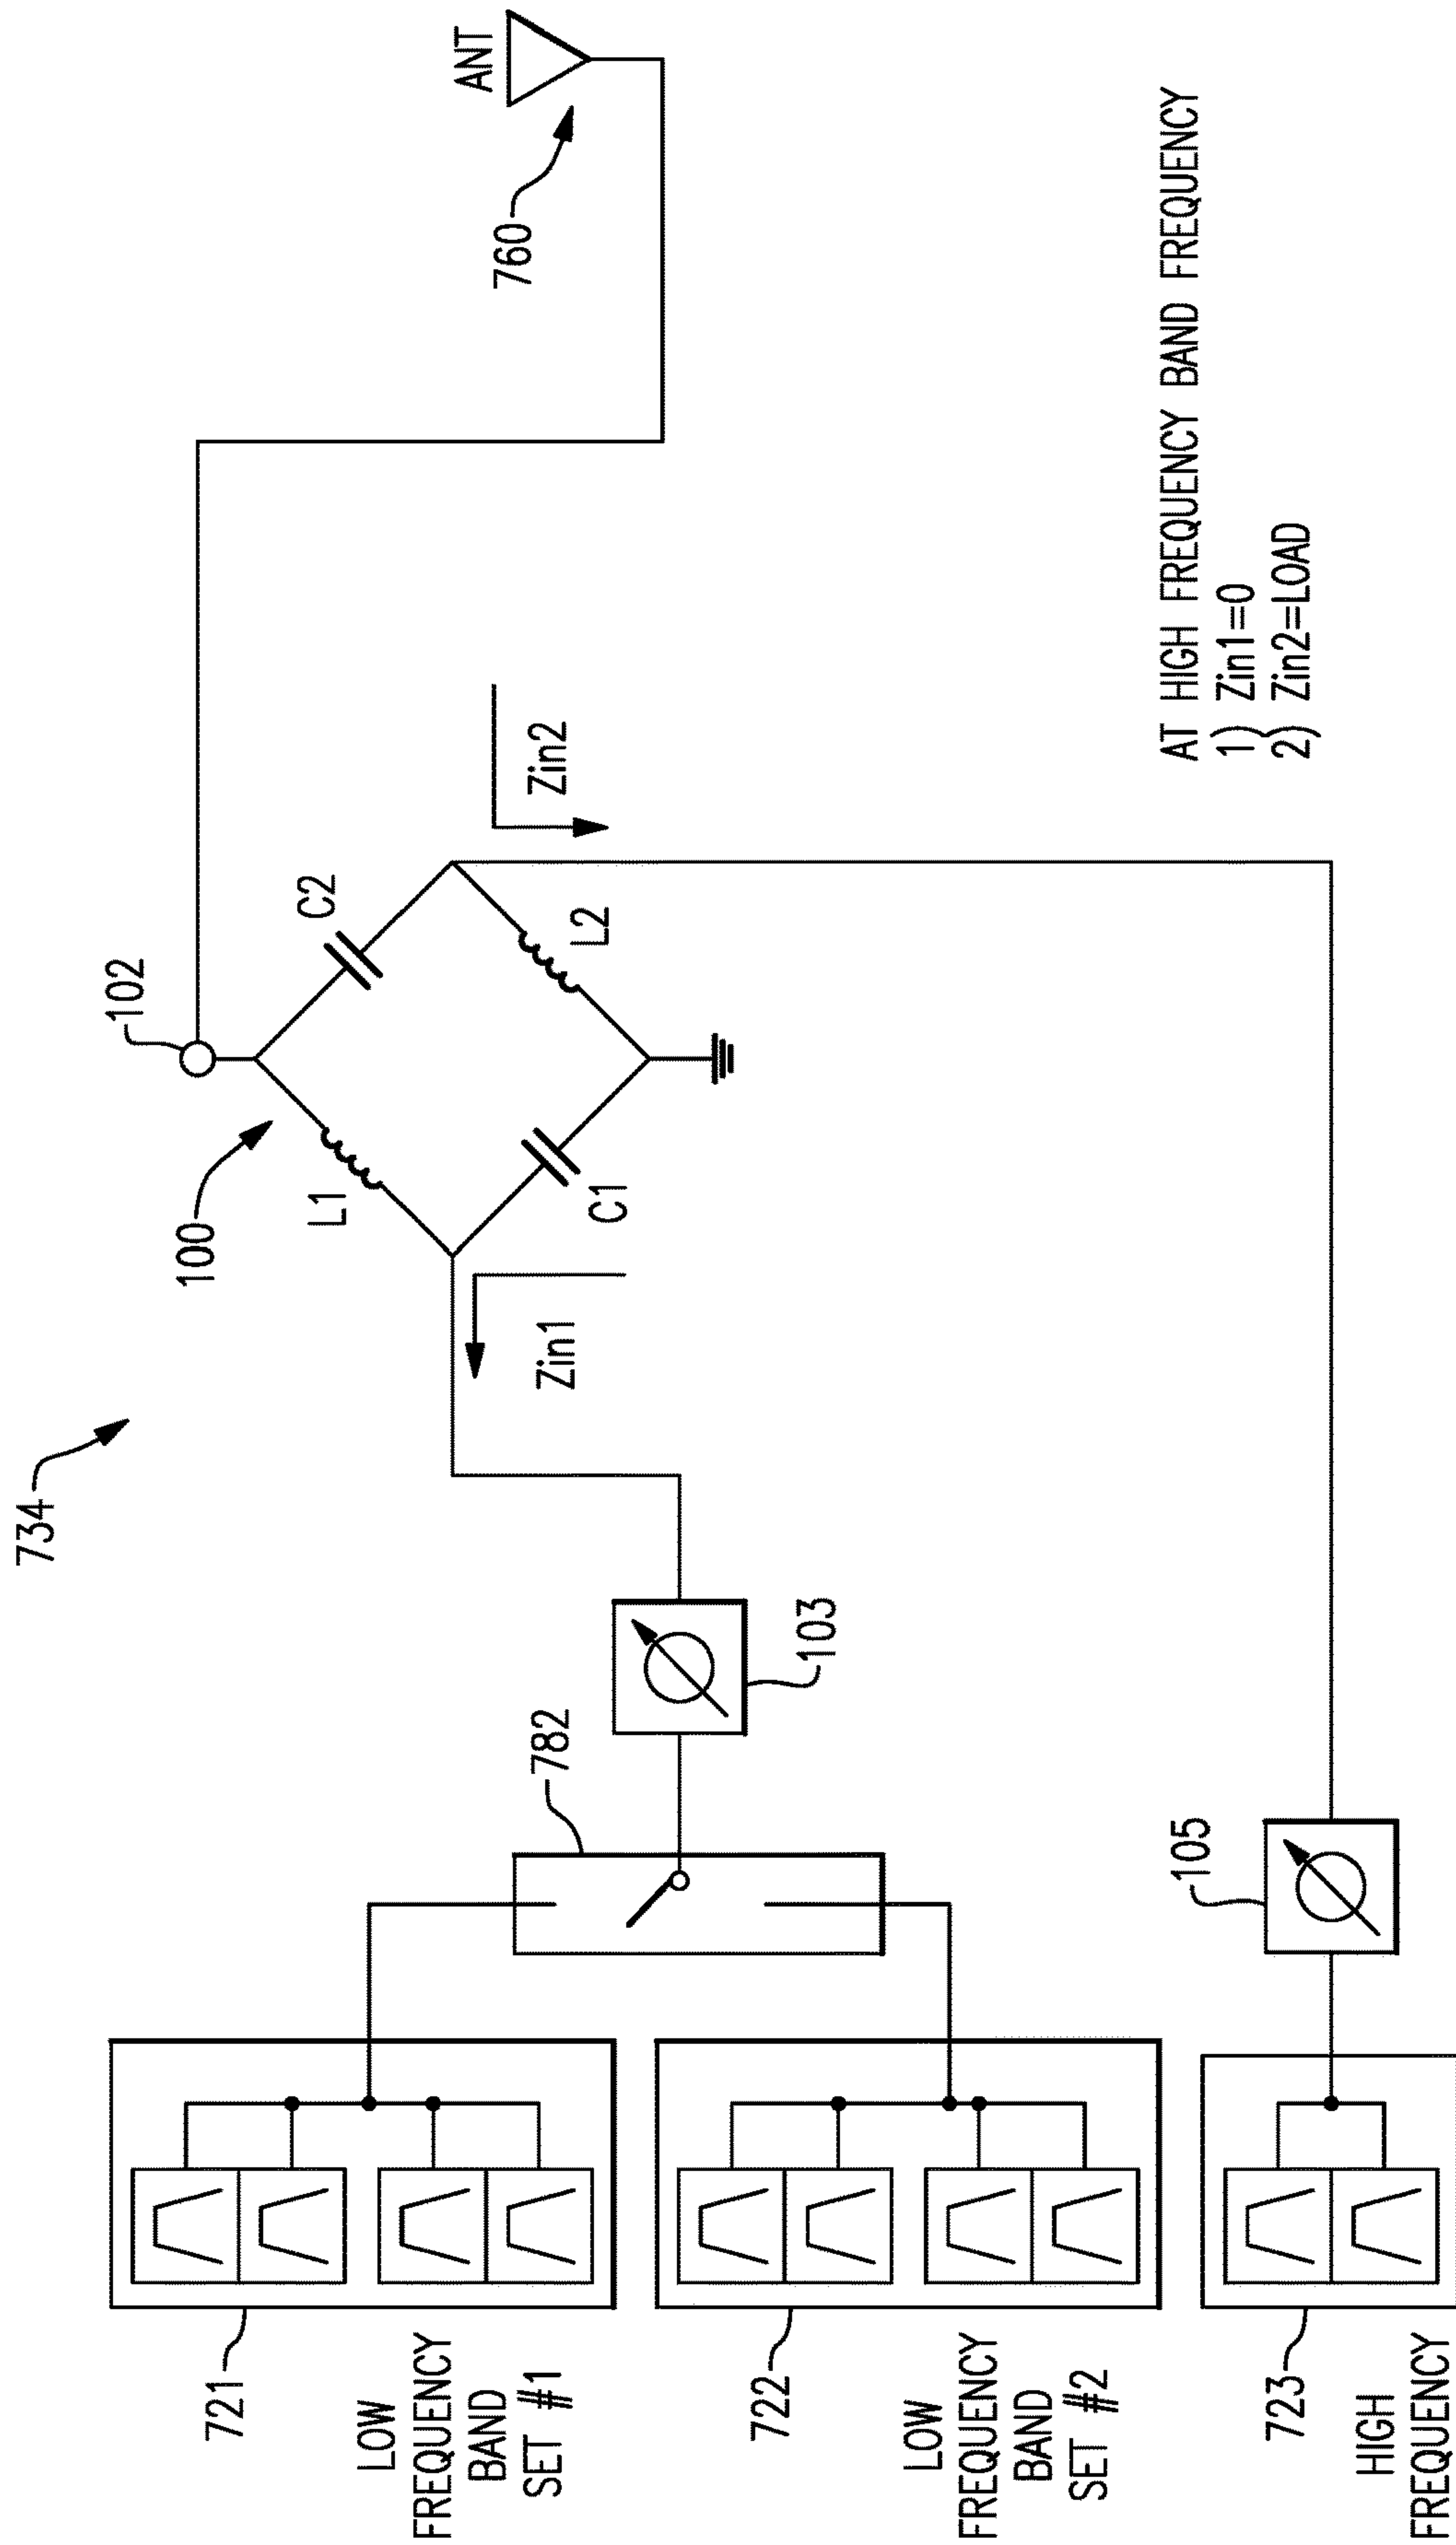 734
100
102
ANT
760
L1
C2
L2
C1
Zin1
Zin2
782
103
105
721
LOW
FREQUENCY
BAND
SET #1
722
LOW
FREQUENCY
BAND
SET #2
723
HIGH
FREQUENCY
AT HIGH FREQUENCY BAND FREQUENCY
1) Zin1=0
2) Zin2=LOAD